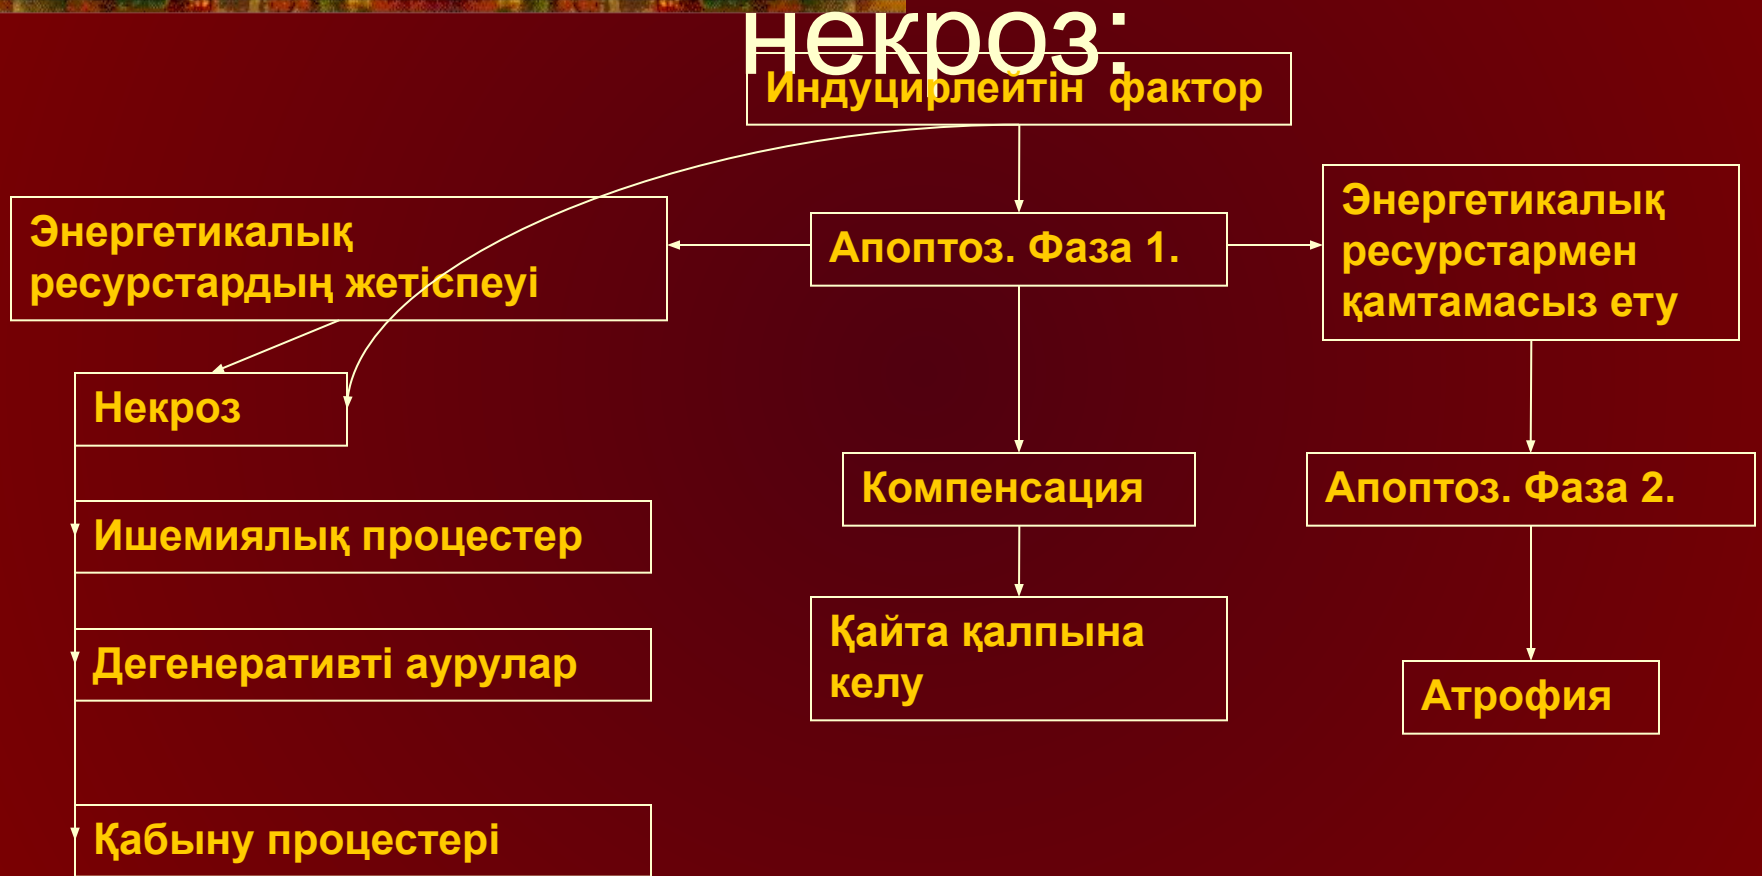 некроз:
Индуцирлейтін фактор
Энергетикалық
ресурстардың жетіспеуі
Апоптоз. Фаза 1.
Энергетикалық
ресурстармен
қамтамасыз ету
Некроз
Компенсация
Апоптоз. Фаза 2.
Ишемиялық процестер
Қайта қалпына
келу
Дегенеративті аурулар
Атрофия
Қабыну процестері